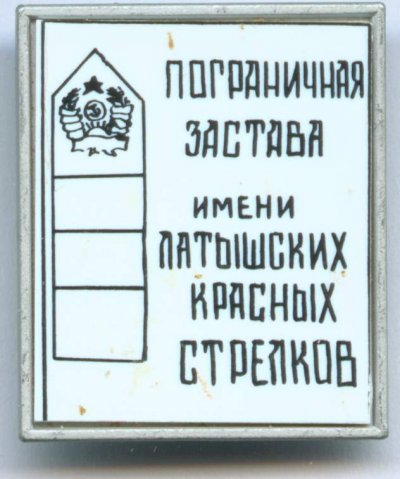 ПОГРАНИЧНАЯ
ЗАСТАВА
ИМЕНИ
ЛАТЫШСКИХ
КРАСНЫХ
СТРЕЛКОВ